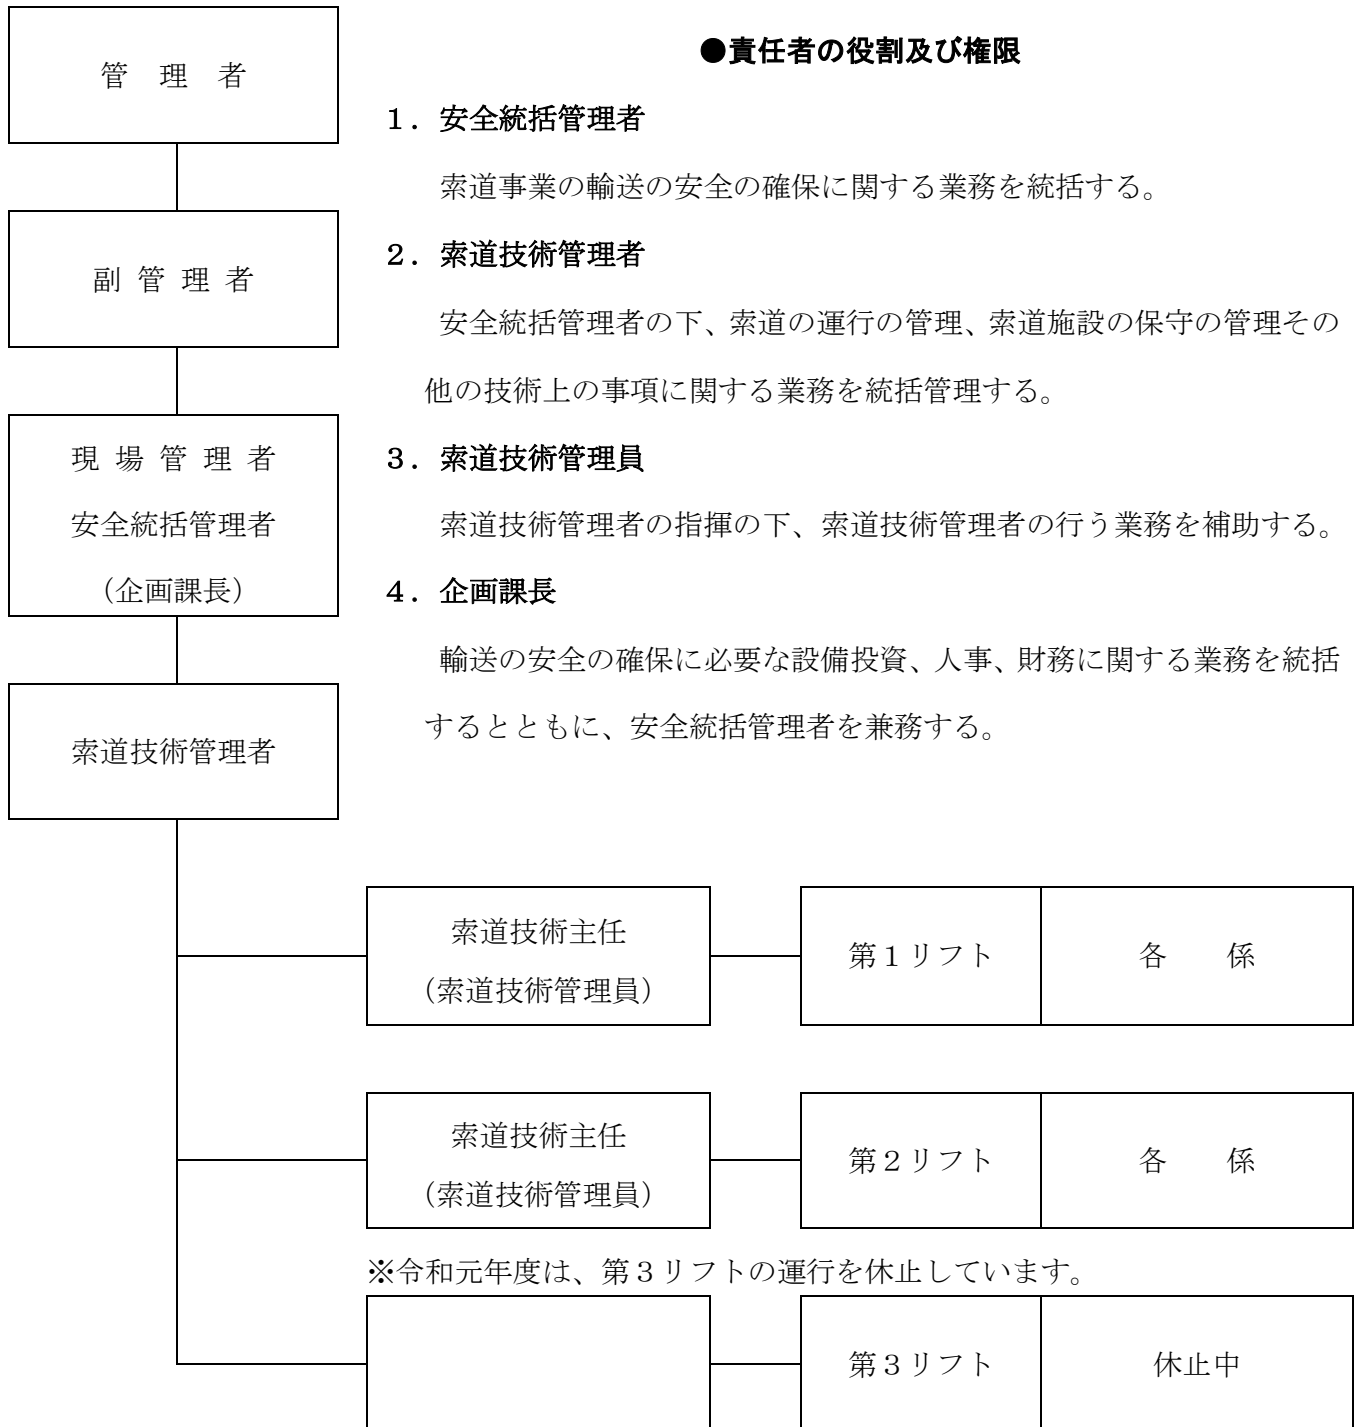 管　理　者
副 管 理 者
現 場 管 理 者
安全統括管理者
（企画課長）
索道技術管理者
●責任者の役割及び権限
１．安全統括管理者
索道事業の輸送の安全の確保に関する業務を統括する。
２．索道技術管理者
安全統括管理者の下、索道の運行の管理、索道施設の保守の管理その
他の技術上の事項に関する業務を統括管理する。
３．索道技術管理員
索道技術管理者の指揮の下、索道技術管理者の行う業務を補助する。
４．企画課長
輸送の安全の確保に必要な設備投資、人事、財務に関する業務を統括
するとともに、安全統括管理者を兼務する。
索道技術主任
（索道技術管理員）
第１リフト
各　　係
索道技術主任
（索道技術管理員）
第２リフト
各　　係
※令和元年度は、第３リフトの運行を休止しています。
第３リフト
休止中